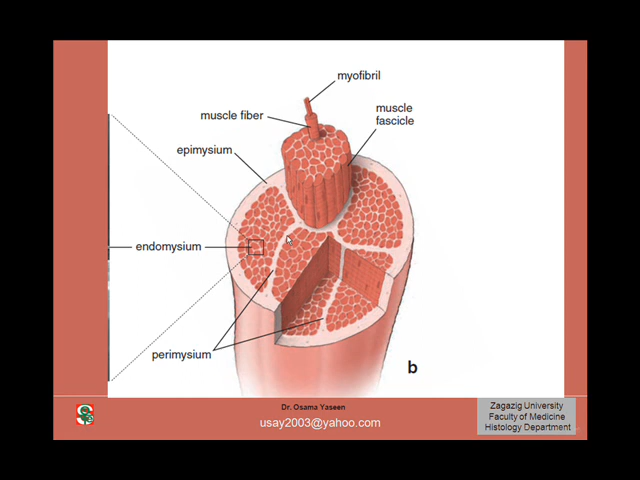 myofibril
muscle fiber
muscle
fascicle
epimysium
endomysium
perimysium
b
Dr. Osama Yaseen
usay2003@yahoo.com
Zagazig University
Faculty of Medicine
Histology Department